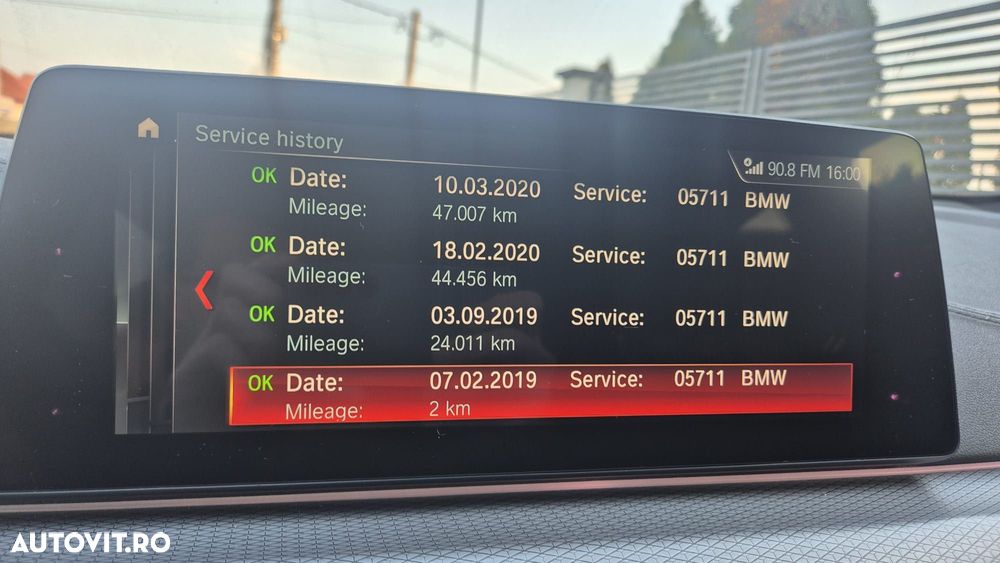 Service history
90.8 FM 16:00
OK Date: 10.03.2020 Service: 05711 BMW
Mileage: 47.007 km
OK Date: 18.02.2020 Service: 05711 BMW
Mileage: 44.456 km
OK Date: 03.09.2019 Service: 05711 BMW
Mileage: 24.011 km
OK Date: 07.02.2019 Service: 05711 BMW
Mileage: 2 km
AUTOVIT.RO